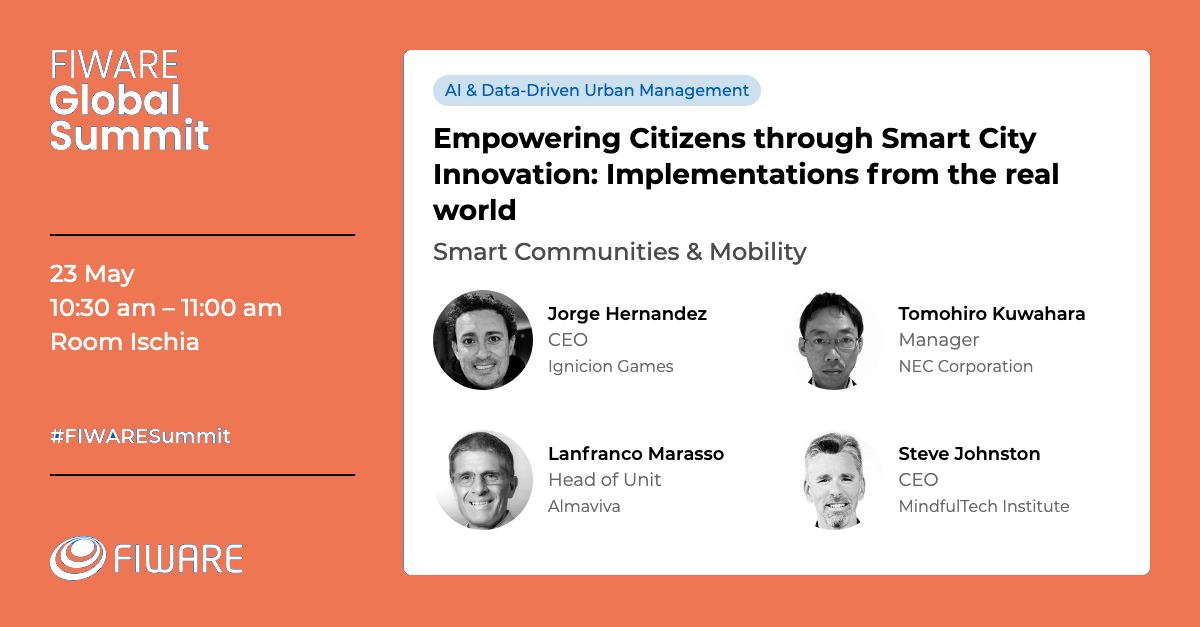 FIWARE
Global
Summit
23 May
10:30 am – 11:00 am
Room Ischia
#FIWARESummit
FIWARE
AI & Data-Driven Urban Management
Empowering Citizens through Smart City
Innovation: Implementations from the real
world
Smart Communities & Mobility
Jorge Hernandez
CEO
Ignicion Games
Tomohiro Kuwahara
Manager
NEC Corporation
Lanfranco Marasso
Head of Unit
Almaviva
Steve Johnston
CEO
MindfulTech Institute